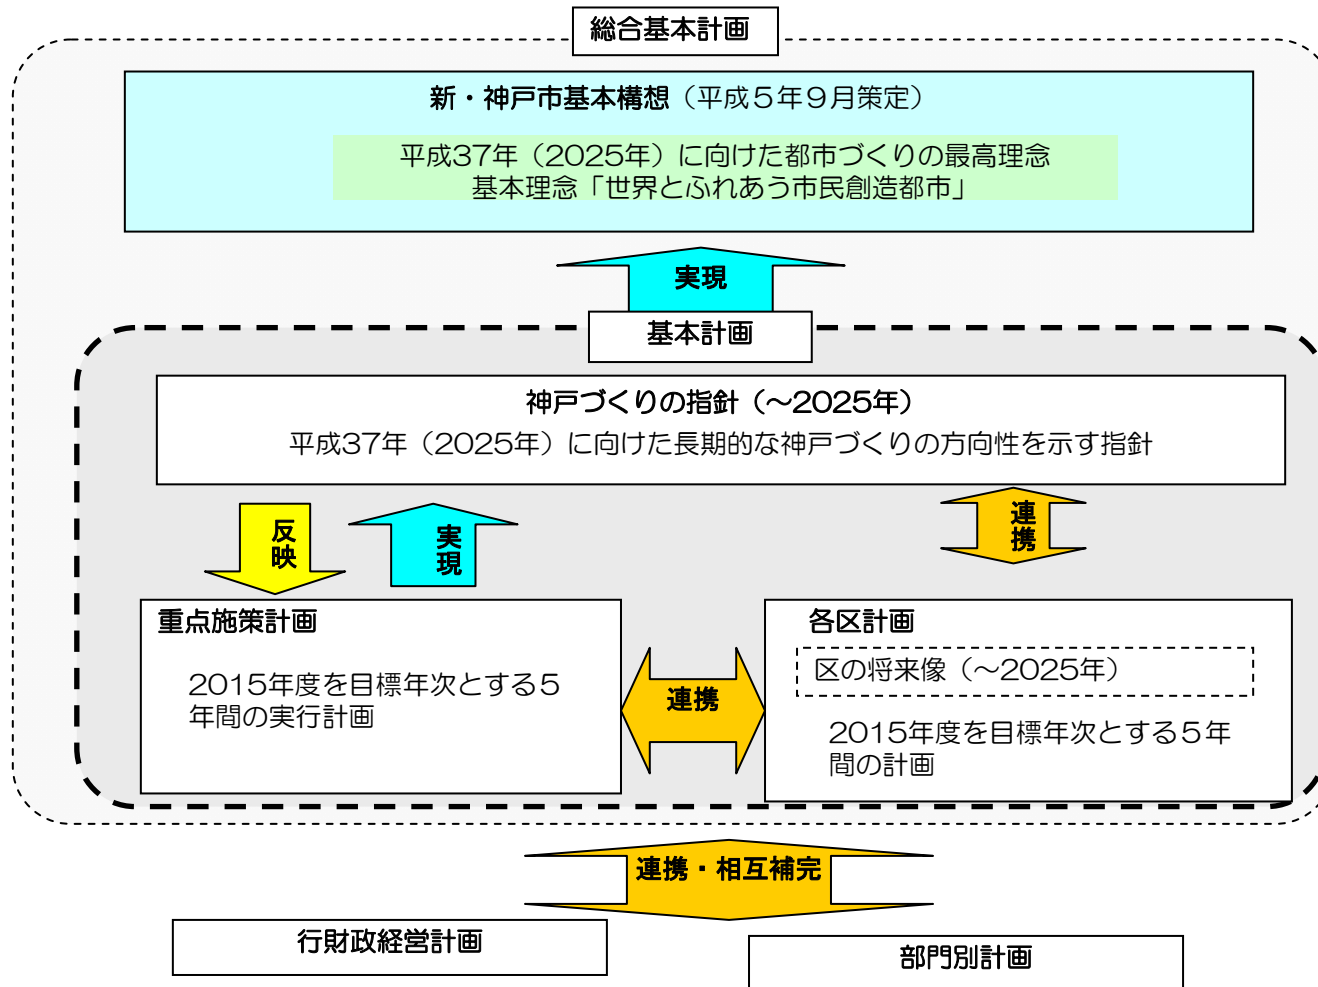 総合基本計画
新・神戸市基本構想（平成５年９月策定）
平成37年（2025年）に向けた都市づくりの最高理念
基本理念「世界とふれあう市民創造都市」
実現
基本計画
神戸づくりの指針（～2025年）
平成37年（2025年）に向けた長期的な神戸づくりの方向性を示す指針
反映
実現
連携
重点施策計画
2015年度を目標年次とする５
年間の実行計画
連携
各区計画
区の将来像（～2025年）
2015年度を目標年次とする５年
間の計画
連携・相互補完
行財政経営計画
部門別計画